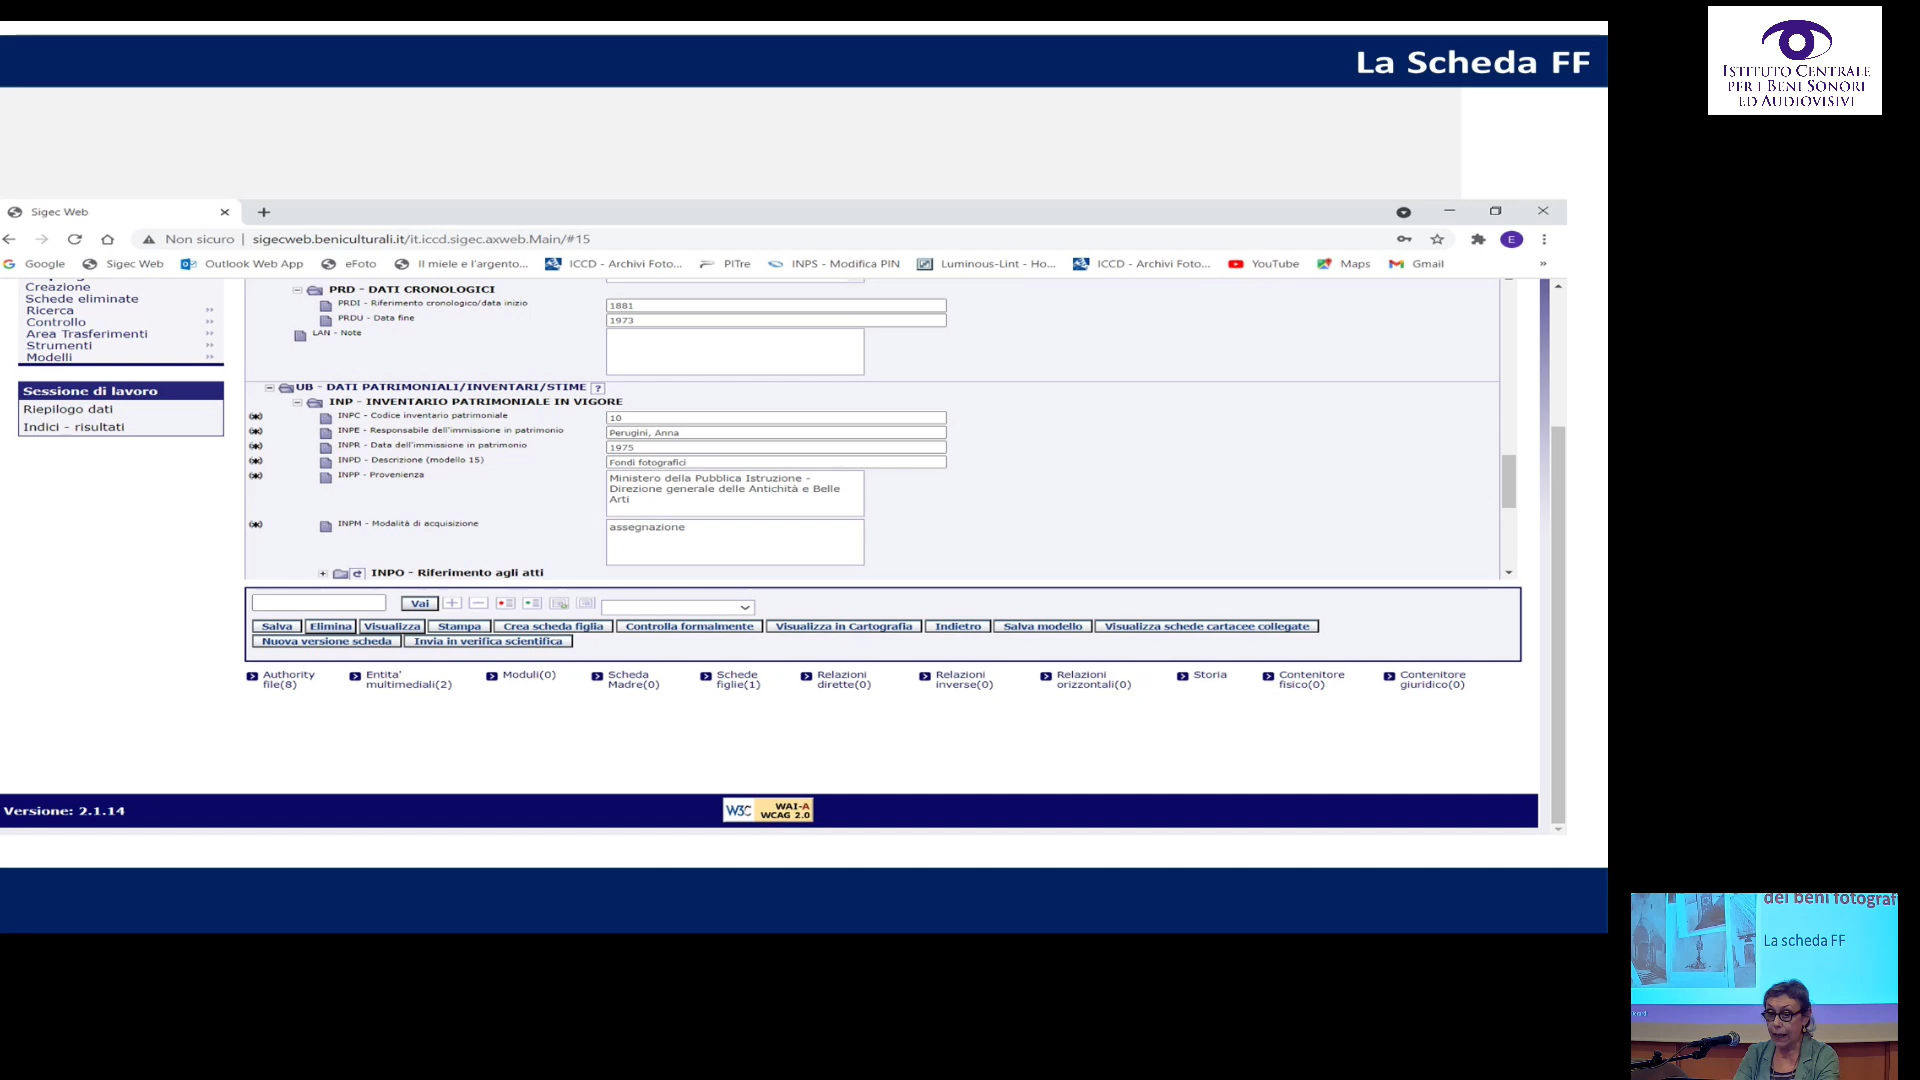 La Scheda FF
ISTITUTO CENTRALE
PER I BENI SONORI
ED AUDIOVISIVI
Sigec Web
Non sicuro | sigecweb.beniculturali.it/it.iccd.sigec.axweb.Main/#15
E
Google Sigec Web Outlook Web App eFoto Il miele e l'argento... ICCD - Archivi Foto... PITre INPS - Modifica PIN Luminous-Lint - Ho... ICCD - Archivi Foto... YouTube Maps Gmail »
Creazione
Schede eliminate
Ricerca
Controllo
Area Trasferimenti
Strumenti
Modelli
Sessione di lavoro
Riepilogo dati
Indici - risultati
PRD - DATI CRONOLOGICI
PRDI - Riferimento cronologico/data inizio 1881
PRDU - Data fine 1973
LAN - Note
UB - DATI PATRIMONIALI/INVENTARI/STIME ?
INP - INVENTARIO PATRIMONIALE IN VIGORE
INPC - Codice inventario patrimoniale 10
INPE - Responsabile dell'immissione in patrimonio Perugini, Anna
INPR - Data dell'immissione in patrimonio 1975
INPD - Descrizione (modello 15) Fondi fotografici
INPP - Provenienza Ministero della Pubblica Istruzione -
Direzione generale delle Antichità e Belle
Arti
INPM - Modalità di acquisizione assegnazione
INPO - Riferimento agli atti
Vai
Salva Elimina Visualizza Stampa Crea scheda figlia Controlla formalmente Visualizza in Cartografia Indietro Salva modello Visualizza schede cartacee collegate
Nuova versione scheda Invia in verifica scientifica
Authority file(8)
Entita' multimediali(2)
Moduli(0)
Scheda Madre(0)
Schede figlie(1)
Relazioni dirette(0)
Relazioni inverse(0)
Relazioni orizzontali(0)
Storia
Contenitore fisico(0)
Contenitore giuridico(0)
Versione: 2.1.14
W3C WAI-A
WCAG 2.0
dei beni fotograf
La scheda FF